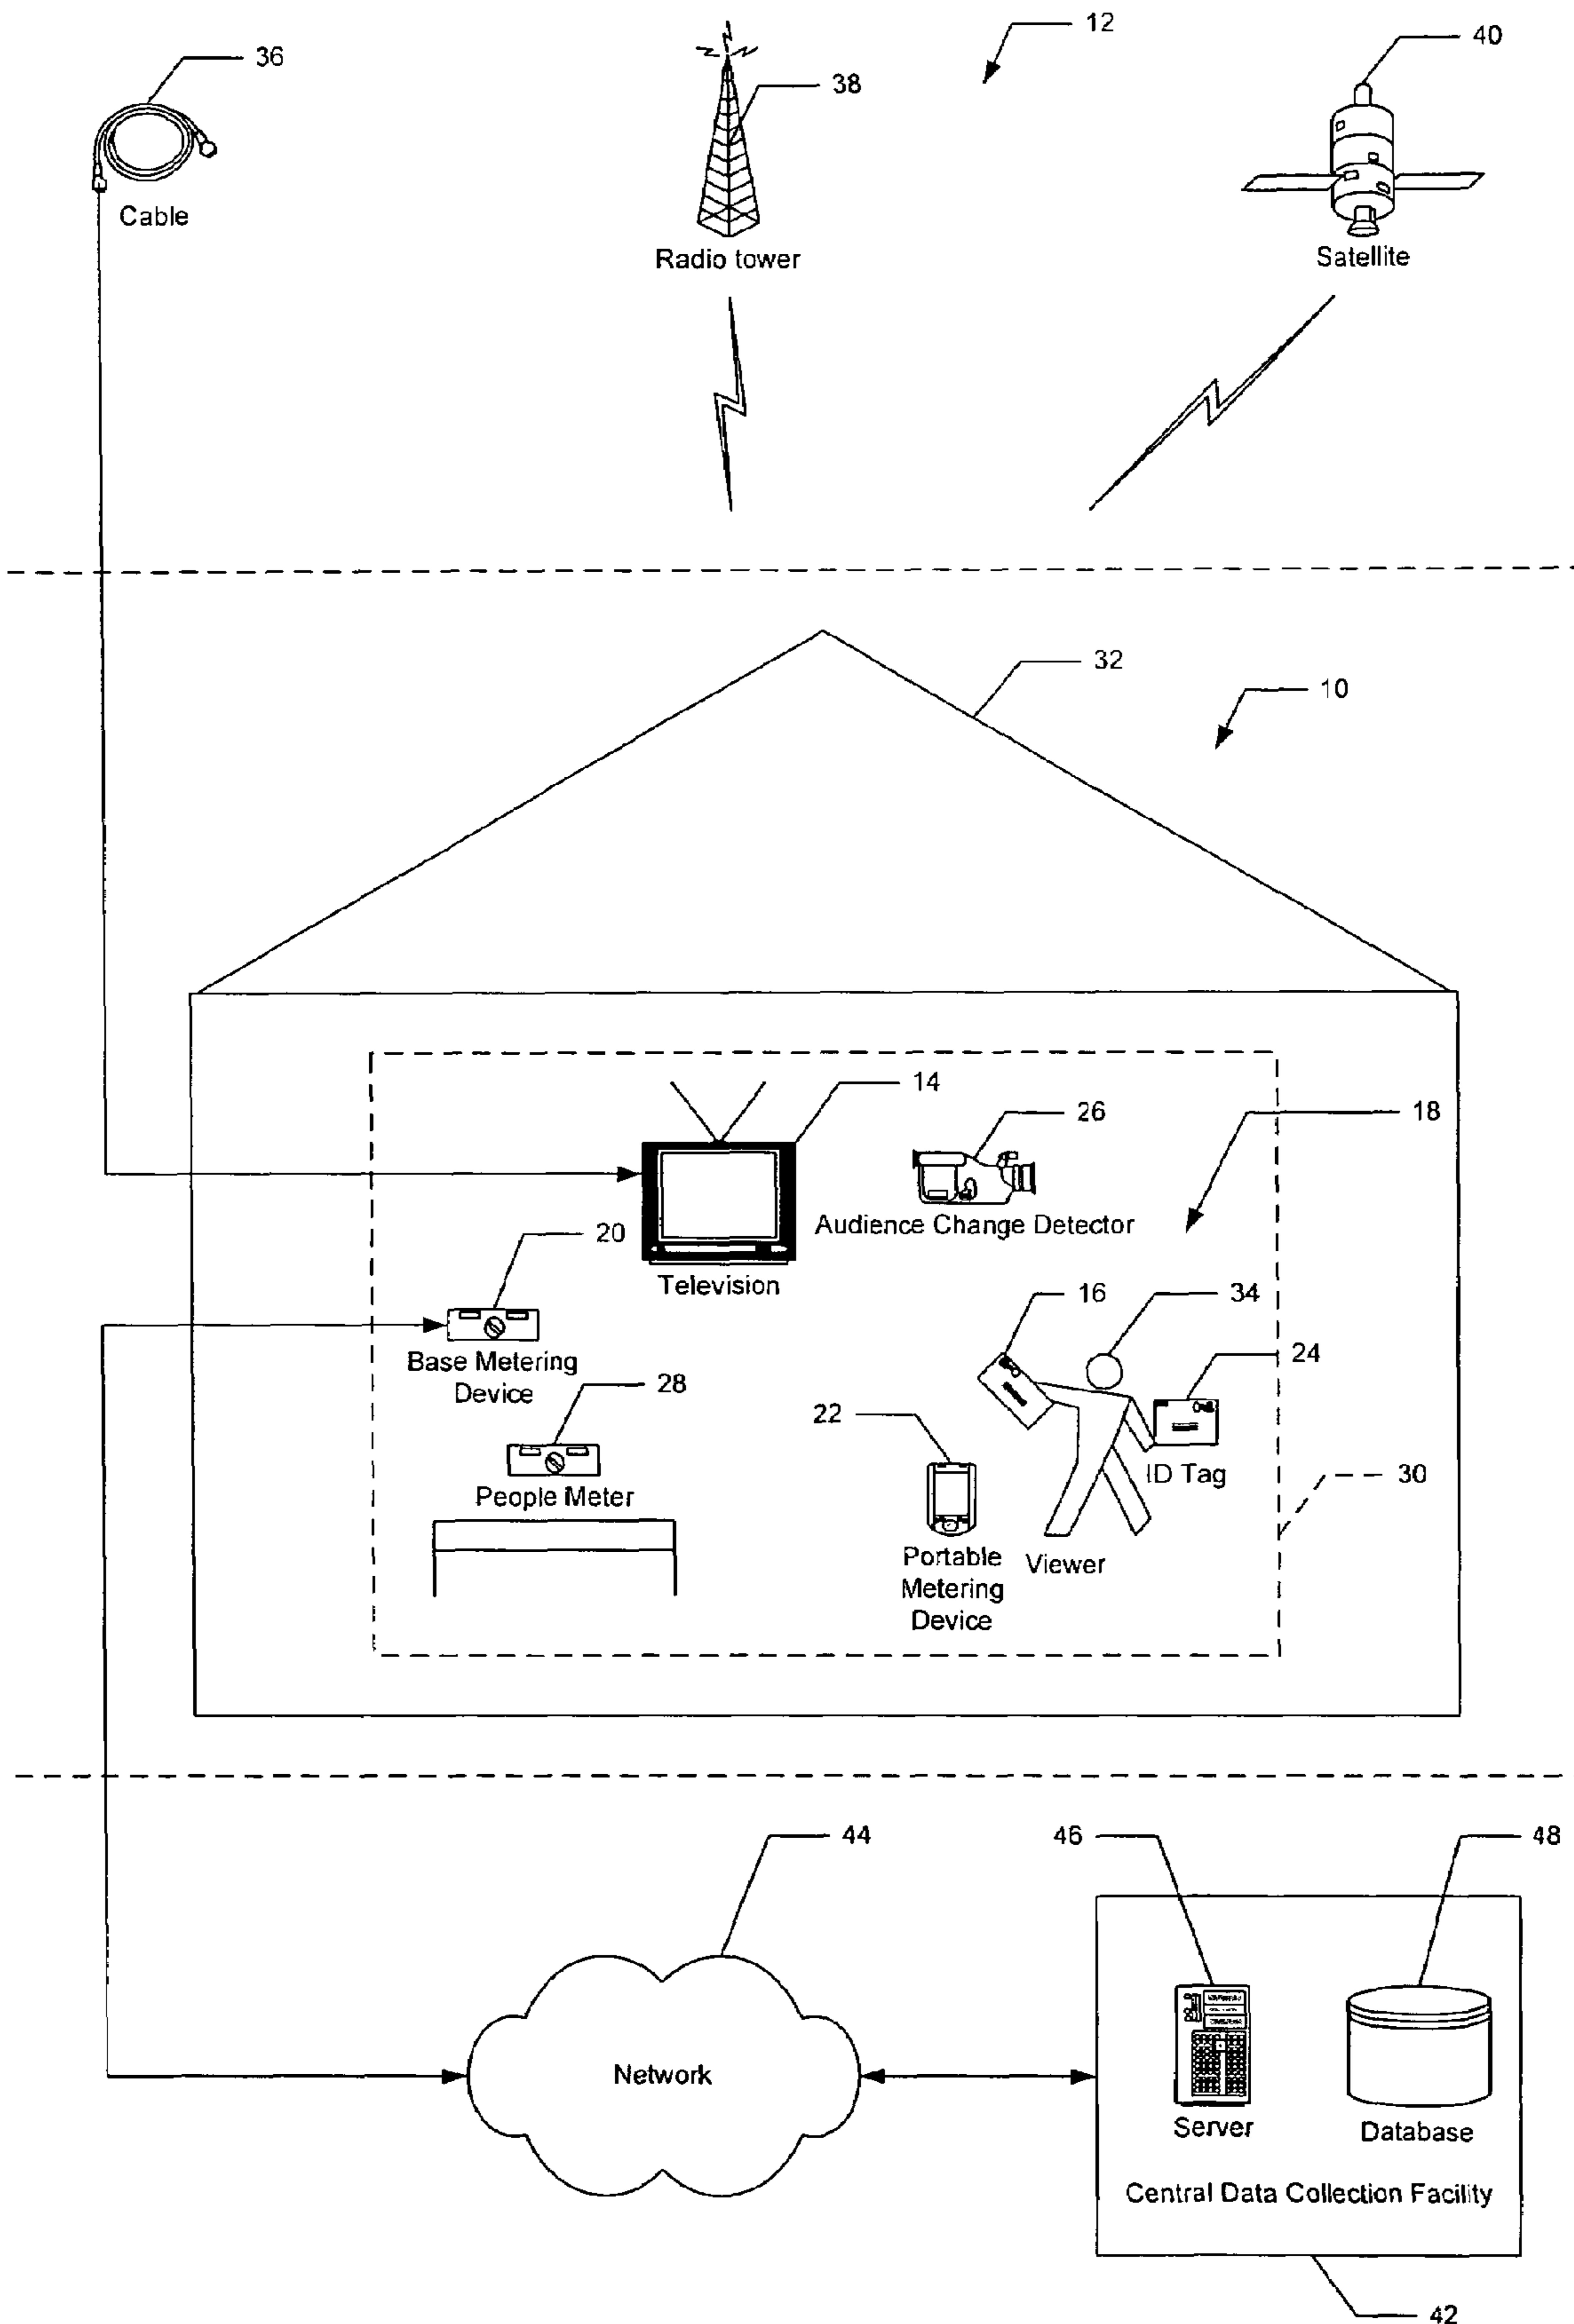 12
40
36
38
Cable
Radio tower
Satellite
32
10
14
26
18
Audience Change Detector
20
Television
16
34
24
Base Metering
Device
28
22
ID Tag
30
People Meter
Portable
Metering
Device
Viewer
44
46
48
Network
Server
Database
Central Data Collection Facility
42